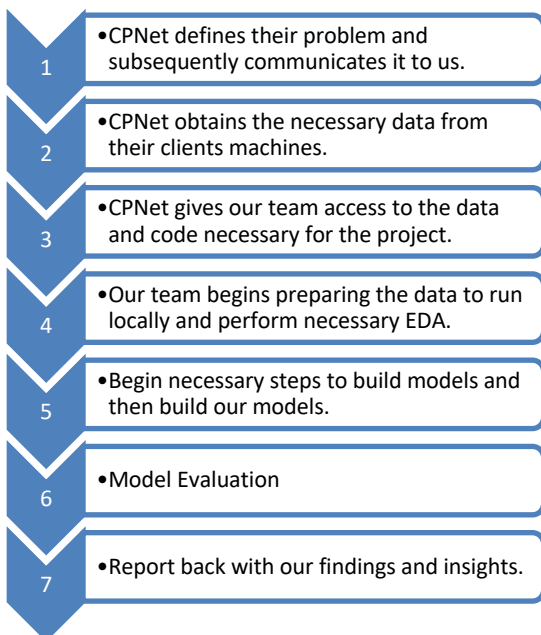 1
•CPNet defines their problem and
subsequently communicates it to us.
2
•CPNet obtains the necessary data from
their clients machines.
3
•CPNet gives our team access to the data
and code necessary for the project.
4
•Our team begins preparing the data to run
locally and perform necessary EDA.
5
•Begin necessary steps to build models and
then build our models.
6
•Model Evaluation
7
•Report back with our findings and insights.